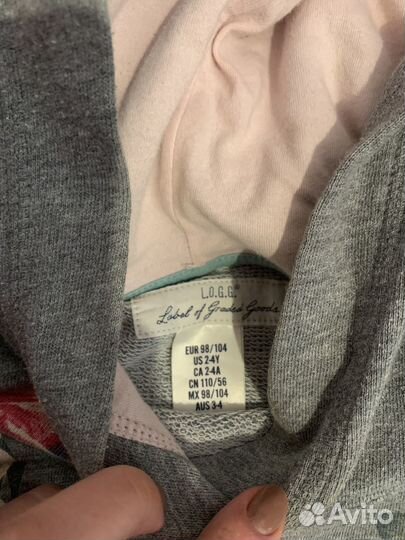 L.O.G.G.
Label of Graded Goods
EUR 98/104
US 2-4Y
CA 2-4A
CN 110/56
MX 98/104
AUS 3-4
Avito